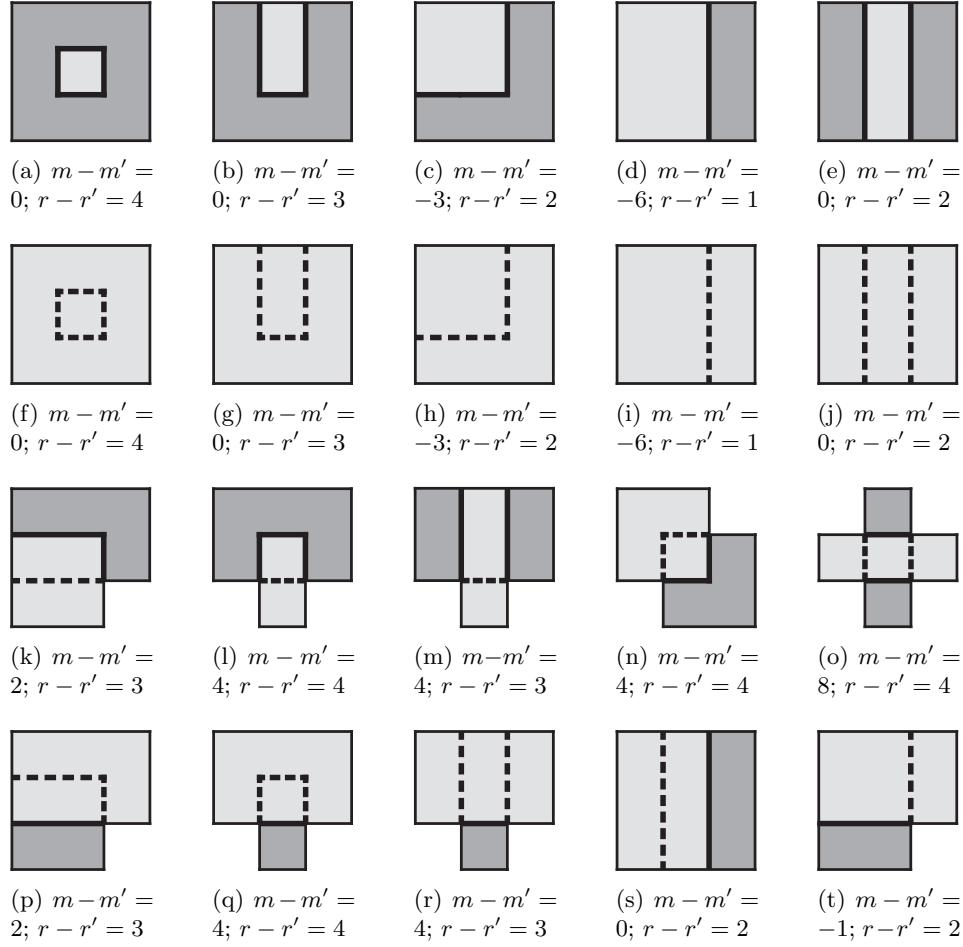 (a) m − m′ =
0; r − r′ = 4
(b) m − m′ =
0; r − r′ = 3
(c) m − m′ =
−3; r−r′ = 2
(d) m − m′ =
−6; r−r′ = 1
(e) m − m′ =
0; r − r′ = 2
(f) m − m′ =
0; r − r′ = 4
(g) m − m′ =
0; r − r′ = 3
(h) m − m′ =
−3; r−r′ = 2
(i) m − m′ =
−6; r−r′ = 1
(j) m − m′ =
0; r − r′ = 2
(k) m − m′ =
2; r − r′ = 3
(l) m − m′ =
4; r − r′ = 4
(m) m−m′ =
4; r − r′ = 3
(n) m − m′ =
4; r − r′ = 4
(o) m − m′ =
8; r − r′ = 4
(p) m − m′ =
2; r − r′ = 3
(q) m − m′ =
4; r − r′ = 4
(r) m − m′ =
4; r − r′ = 3
(s) m − m′ =
0; r − r′ = 2
(t) m − m′ =
−1; r−r′ = 2